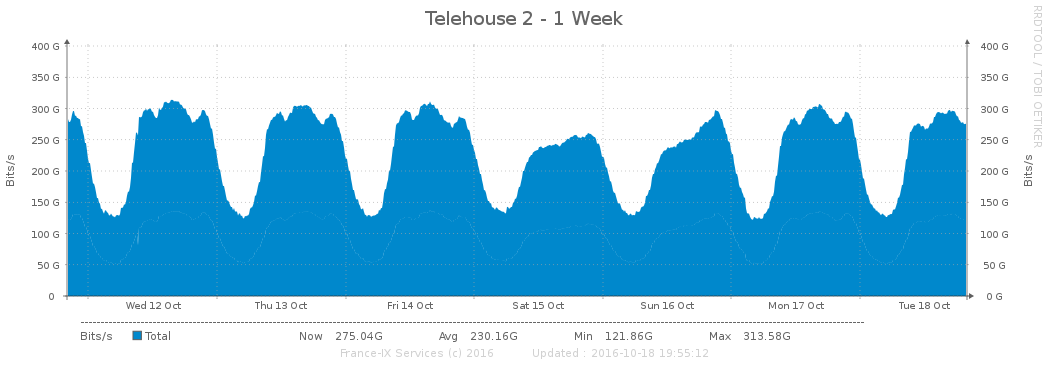 Telehouse 2 - 1 Week
RRDTOOL / TOBI OETIKER
400 G 400 G
350 G 350 G
300 G 300 G
250 G 250 G
200 G 200 G
150 G 150 G
100 G 100 G
50 G 50 G
0 0 G
Bits/s Bits/s
Wed 12 Oct Thu 13 Oct Fri 14 Oct Sat 15 Oct Sun 16 Oct Mon 17 Oct Tue 18 Oct
Bits/s Total Now 275.04G Avg 230.16G Min 121.86G Max 313.58G
France-IX Services (c) 2016 Updated : 2016-10-18 19:55:12